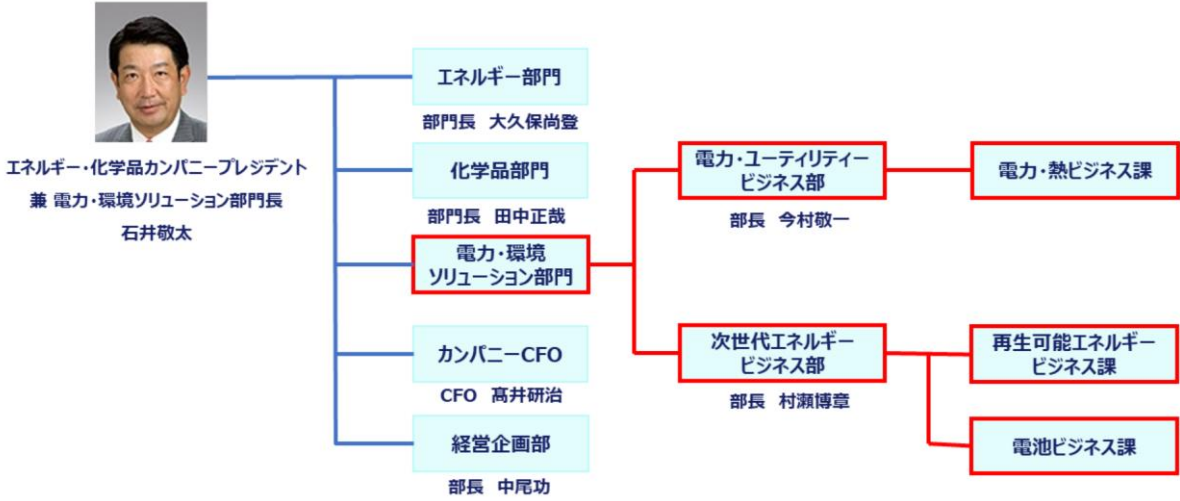 エネルギー・化学品カンパニープレジデント
兼 電力・環境ソリューション部門長
石井敬太
エネルギー部門
部門長 大久保尚登
化学品部門
部門長 田中正哉
電力・環境
ソリューション部門
カンパニーCFO
CFO 髙井研治
経営企画部
部長 中尾功
電力・ユーティリティー
ビジネス部
部長 今村敬一
次世代エネルギー
ビジネス部
部長 村瀬博章
電力・熱ビジネス課
再生可能エネルギー
ビジネス課
電池ビジネス課